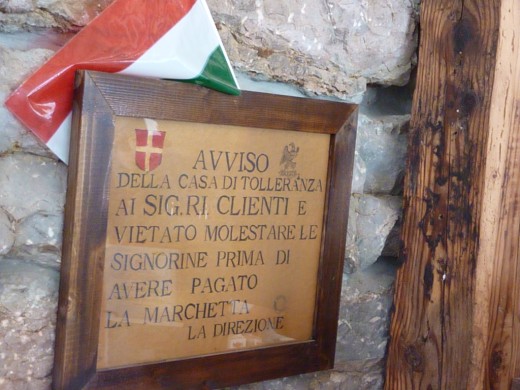 AVVISO
DELLA CASA DI TOLLERANZA
AI SIG.RI CLIENTI E
VIETATO MOLESTARE LE
SIGNORINE PRIMA DI
AVERE PAGATO
LA MARCHETTA
LA DIREZIONE